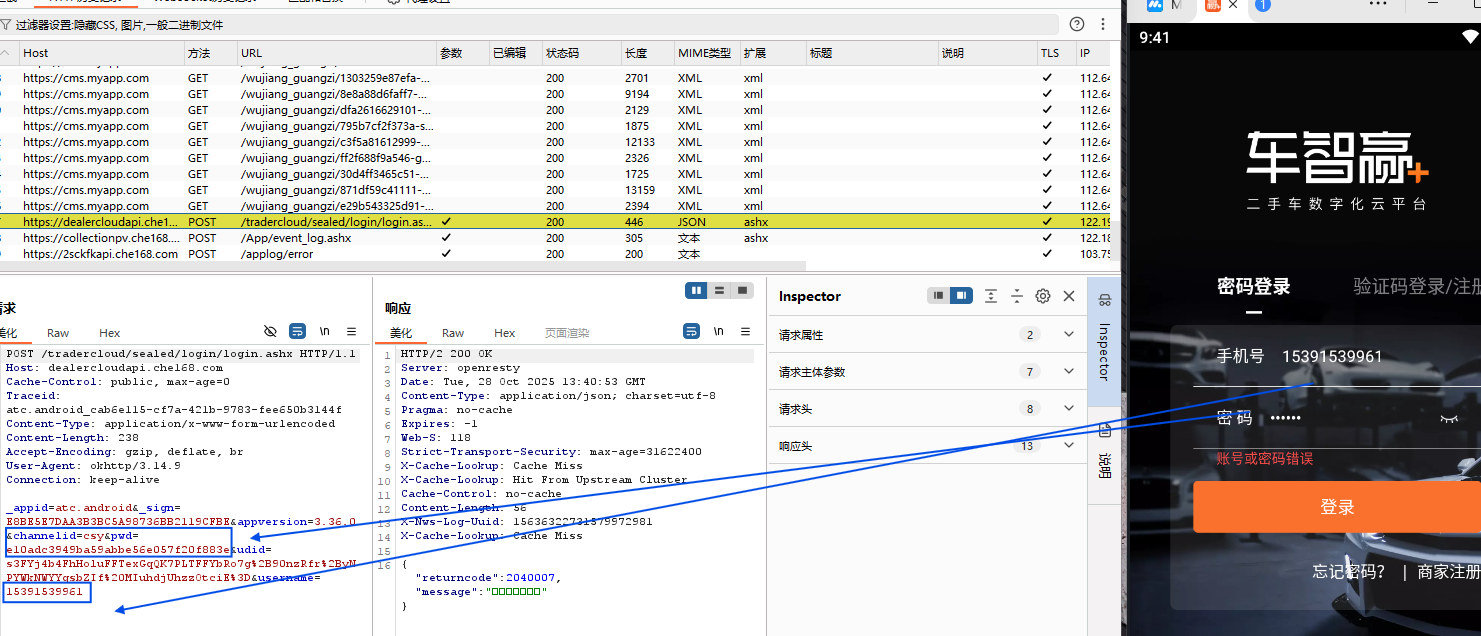 过滤器设置:隐藏CSS, 图片,一般二进制文件
Host 方法 URL 参数 已编辑 状态码 长度 MIME类型 扩展 标题 说明 TLS IP
https://cms.myapp.com GET /wujiang_guangzi/1303259e87efa-... 200 2701 XML xml ✓ 112.64
https://cms.myapp.com GET /wujiang_guangzi/8e8a88d6faff7-... 200 9194 XML xml ✓ 112.64
https://cms.myapp.com GET /wujiang_guangzi/dfa2616629101-... 200 2129 XML xml ✓ 112.64
https://cms.myapp.com GET /wujiang_guangzi/795b7cf2f373a-s... 200 1875 XML xml ✓ 112.64
https://cms.myapp.com GET /wujiang_guangzi/c3f5a81612999-... 200 12133 XML xml ✓ 112.64
https://cms.myapp.com GET /wujiang_guangzi/ff2f688f9a546-g... 200 2326 XML xml ✓ 112.64
https://cms.myapp.com GET /wujiang_guangzi/30d4ff3465c51-... 200 1725 XML xml ✓ 112.64
https://cms.myapp.com GET /wujiang_guangzi/871df59c41111-... 200 13159 XML xml ✓ 112.64
https://cms.myapp.com GET /wujiang_guangzi/e29b543325d91-... 200 2394 XML xml ✓ 112.64
https://dealercloudapi.che1... POST /tradercloud/sealed/login/login.as... ✓ 200 446 JSON ashx ✓ 122.19
https://collectionpv.che168.... POST /App/event_log.ashx ✓ 200 305 文本 ashx ✓ 122.18
https://2sckfkapi.che168.com POST /applog/error ✓ 200 200 文本 ✓ 103.75
请求
美化 Raw Hex \n
POST /tradercloud/sealed/login/login.ashx HTTP/1.1
Host: dealercloudapi.che168.com
Cache-Control: public, max-age=0
Traceid:
atc.android_cab6e115-cf7a-421b-9783-fee650b3144f
Content-Type: application/x-www-form-urlencoded
Content-Length: 238
Accept-Encoding: gzip, deflate, br
User-Agent: okhttp/3.14.9
Connection: keep-alive
_appid=atc.android&_sign=
E8BE5E7DAA3B3BC5A98736BB2119CFBE&appversion=3.36.0
&channelid=csy&pwd=
e10adc3949ba59abbe56e057f20f883e&udid=
s3FYj4b4FhHoluFFTexGqQK7PLTFFYbRo7g%2B90nzRfr%2ByN
PYWkNWYYgsbZIf%20MIuhdjUhzz0tciE%3D&username=
15391539961
响应
美化 Raw Hex 页面渲染 \n
1 HTTP/2 200 OK
2 Server: openresty
3 Date: Tue, 28 Oct 2025 13:40:53 GMT
4 Content-Type: application/json; charset=utf-8
5 Pragma: no-cache
6 Expires: -1
7 Web-S: 118
8 Strict-Transport-Security: max-age=31622400
9 X-Cache-Lookup: Cache Miss
10 X-Cache-Lookup: Hit From Upstream Cluster
11 Cache-Control: no-cache
12 Content-Length: 56
13 X-Nws-Log-Uuid: 15636322731579972981
14 X-Cache-Lookup: Cache Miss
15
16 {
"returncode":2040007,
"message":"□□□□□□□"
}
Inspector
请求属性 2
请求主体参数 7
请求头 8
响应头 13
Inspector
说明
1
9:41
车智赢+
二手车数字化云平台
密码登录 验证码登录/注册
手机号 15391539961
密码 ••••••
账号或密码错误
登录
忘记密码？ | 商家注册